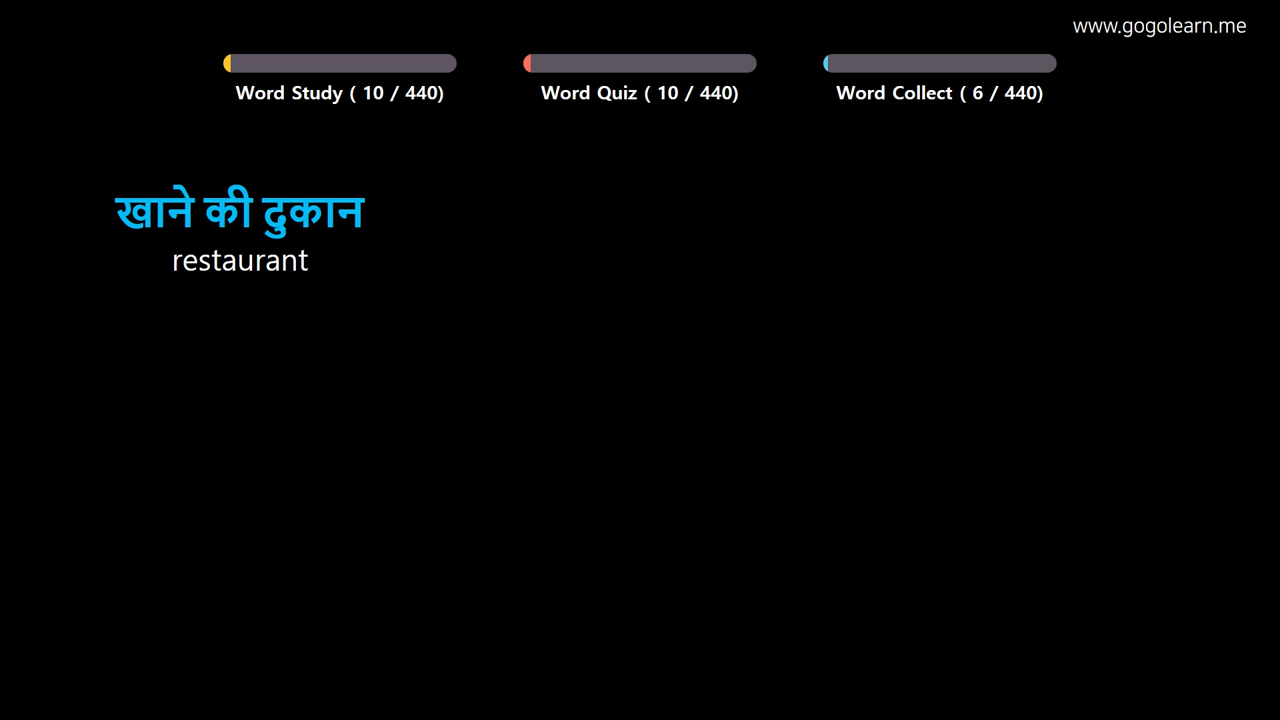 www.gogolearn.me
Word Study ( 10 / 440)
Word Quiz ( 10 / 440)
Word Collect ( 6 / 440)
खाने की दुकान
restaurant